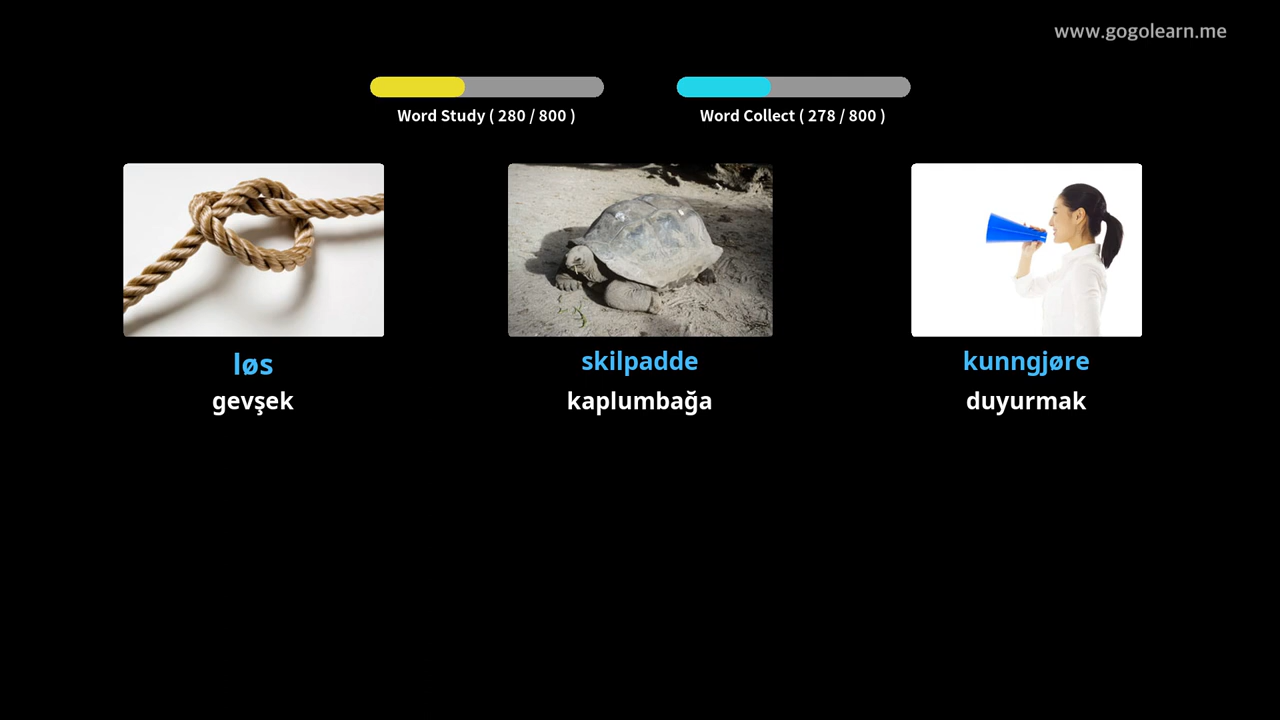 www.gogolearn.me
Word Study ( 280 / 800 )
Word Collect ( 278 / 800 )
løs
skilpadde
kunngjøre
gevşek
kaplumbağa
duyurmak